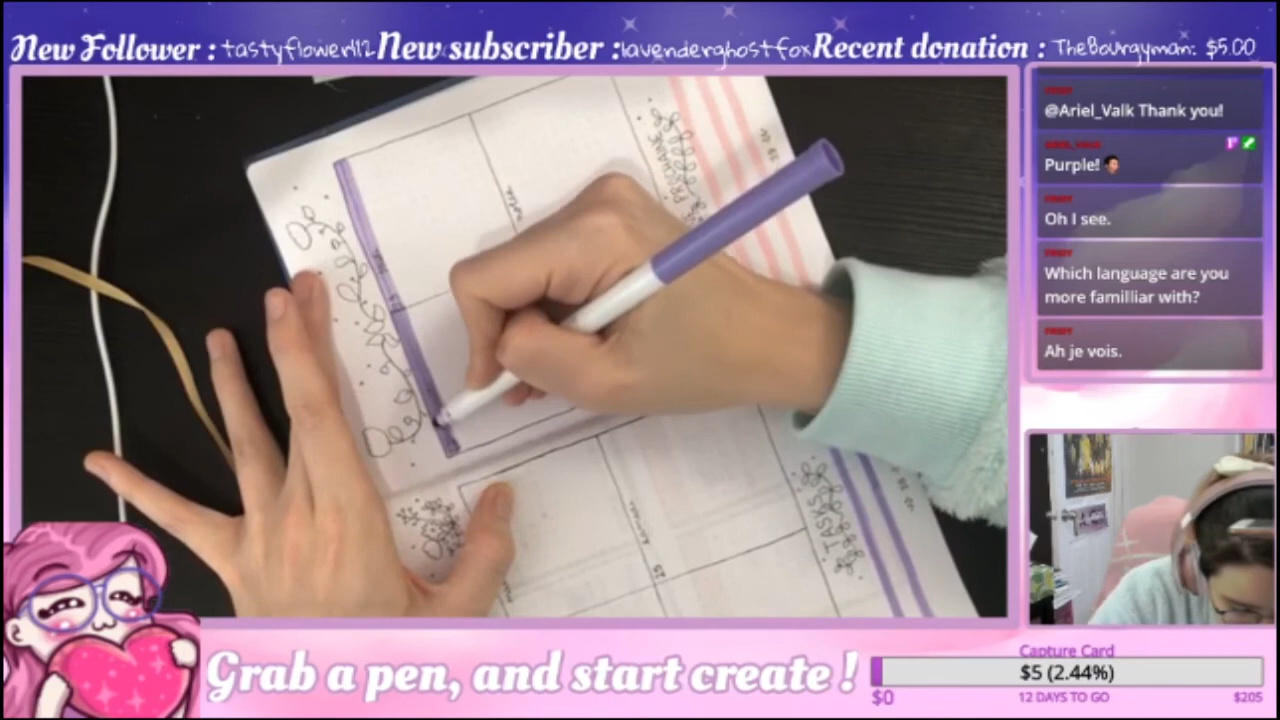 New Follower : tastyflower112 New subscriber : lavenderghostfox Recent donation : TheBourgyman: $5.00
@Ariel_Valk Thank you!
Purple!
Oh I see.
Which language are you
more familliar with?
Ah je vois.
TASKS
Grab a pen, and start create !
Capture Card
$5 (2.44%)
$0 12 DAYS TO GO $205